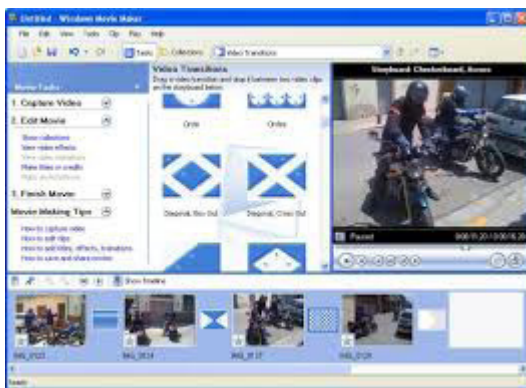 Untitled - Windows Movie Maker
File Edit View Tools Clip Play Help
Tasks Collections Video Transitions
Movie Tasks
1. Capture Video
2. Edit Movie
Show collections
View video effects
View video transitions
Make titles or credits
3. Finish Movie
Movie Making Tips
How to capture video
How to edit clips
How to add titles, effects, transitions
How to save and share movies
Video Transitions
Drag a video transition and drop it between two video clips
on the storyboard below.
Circle
Circles
Diagonal, Box Out
Diagonal, Cross Out
Storyboard: Checkerboard, Across
Paused
Show Timeline
IMG_0123
IMG_0124
IMG_0127
IMG_0128
Ready